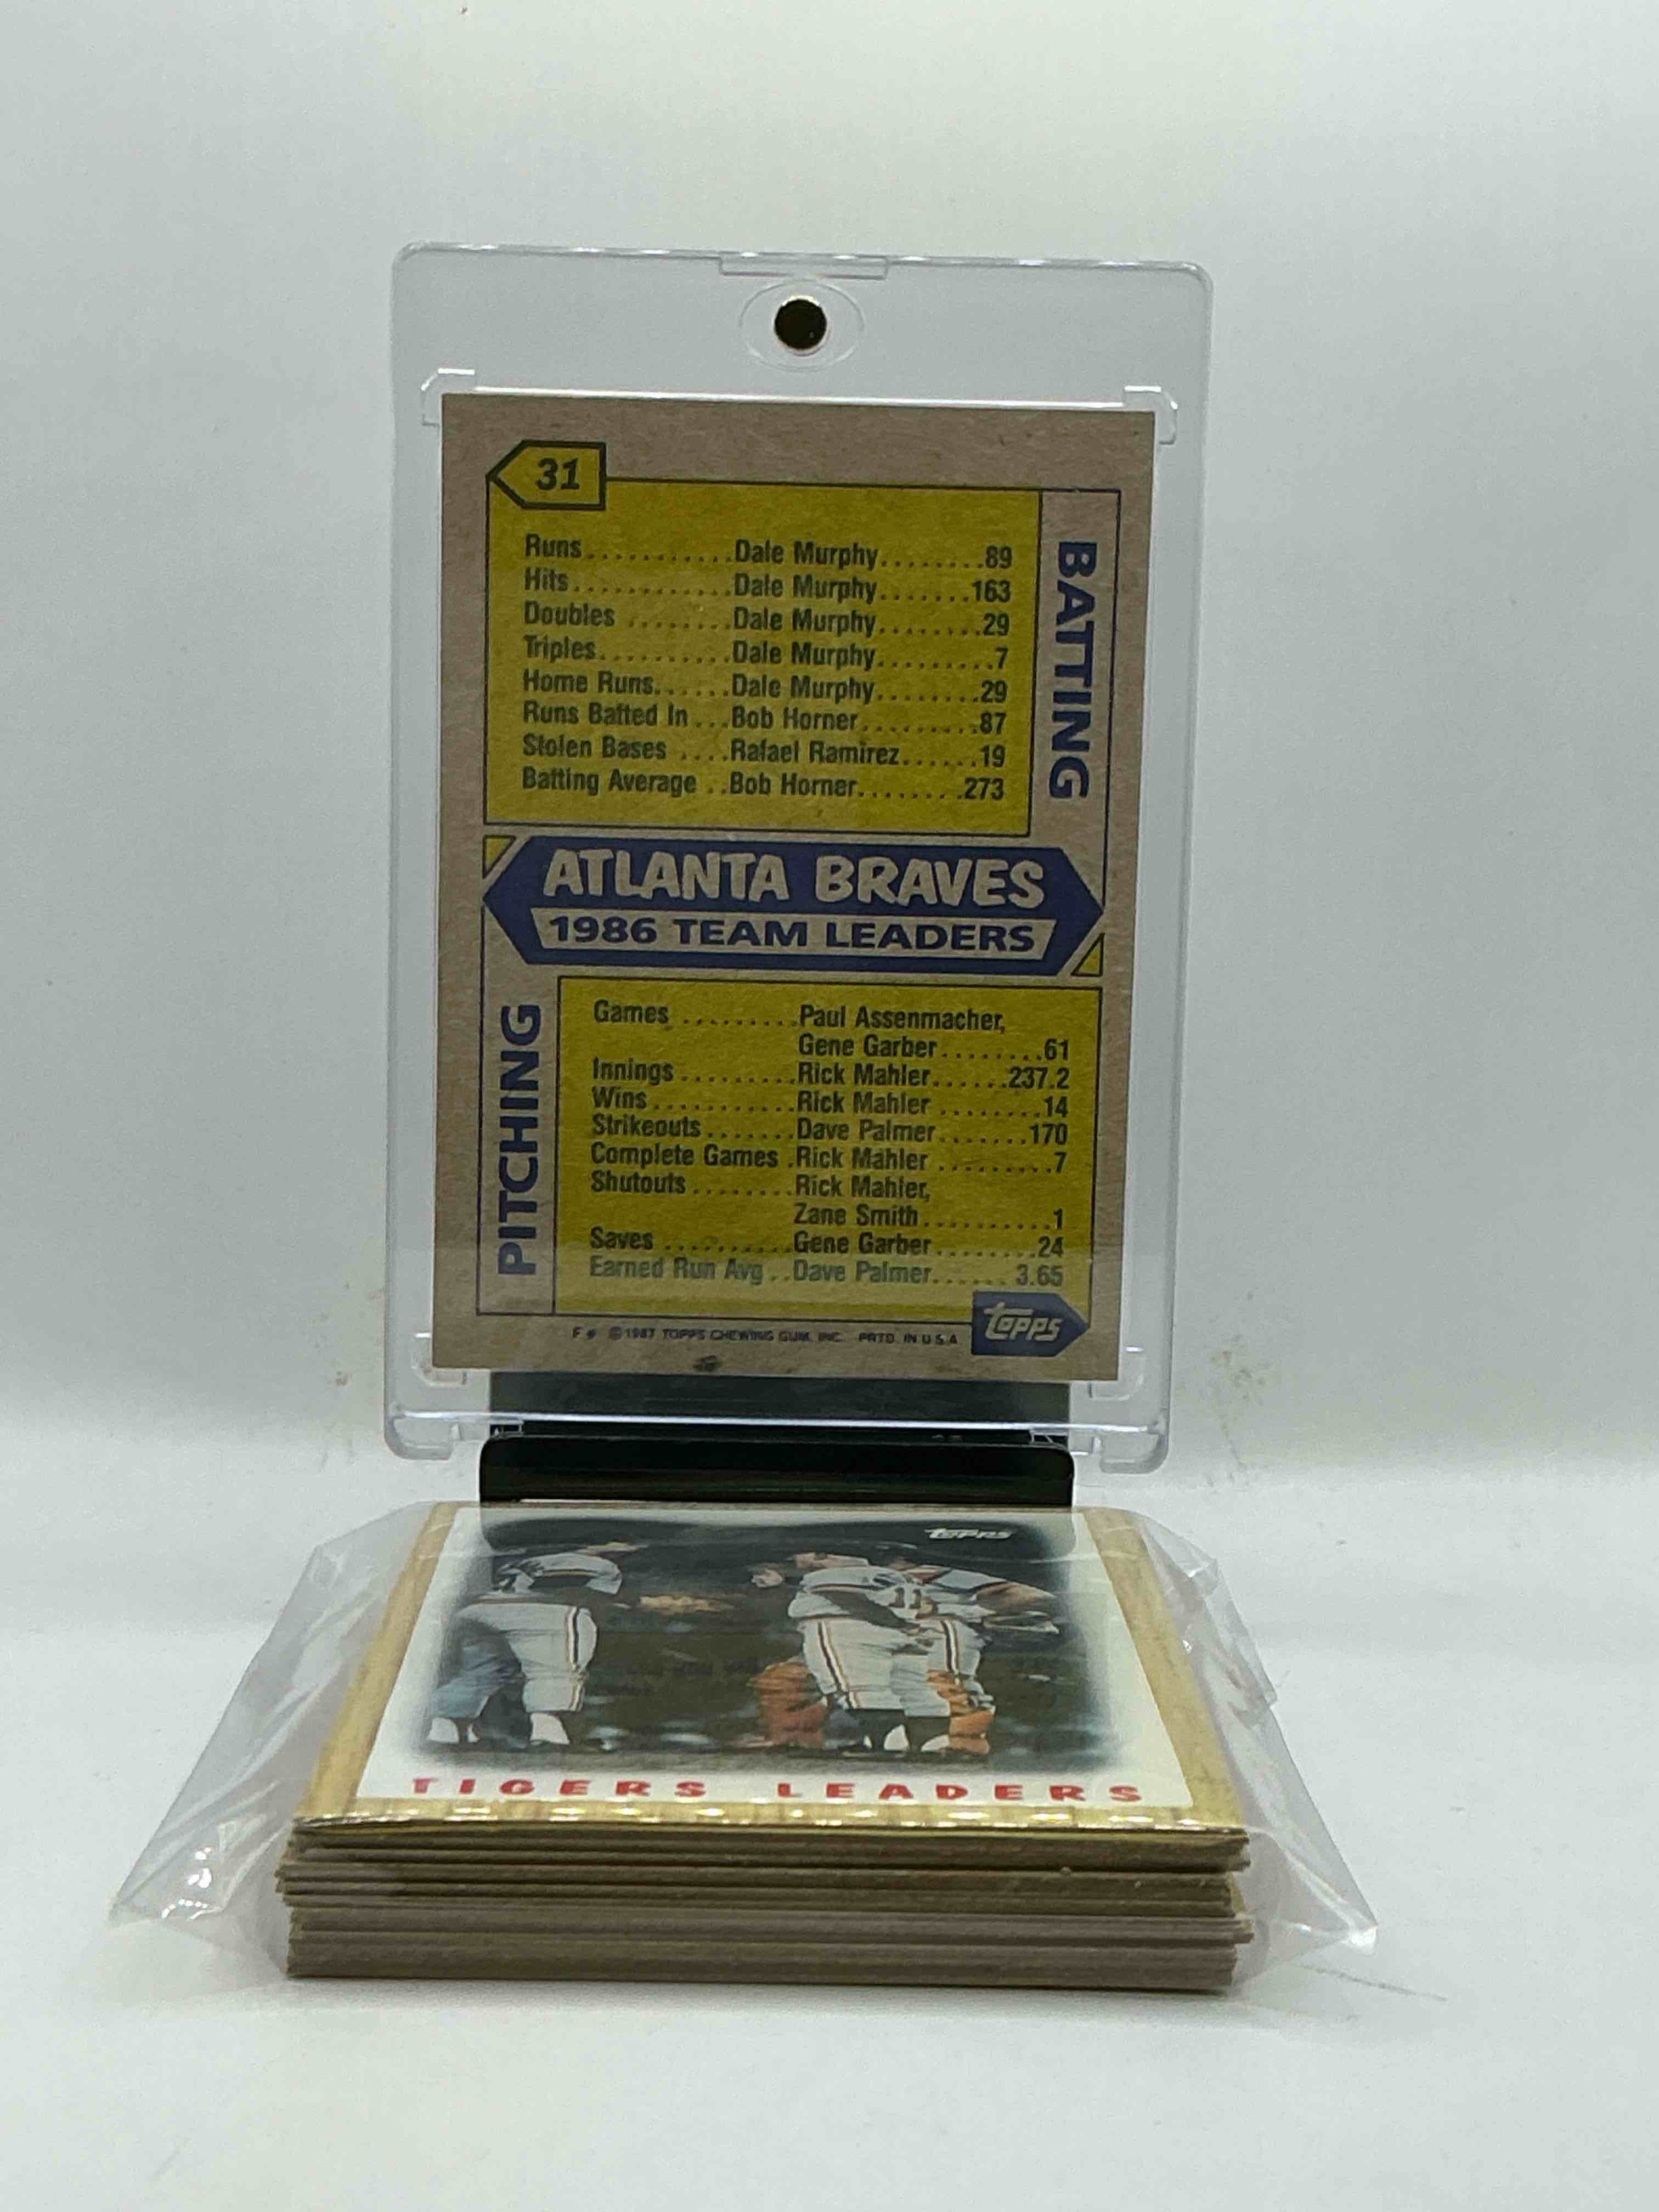 31
BATTING
Runs...........Dale Murphy........89
Hits............Dale Murphy.......163
Doubles ........Dale Murphy........29
Triples..........Dale Murphy.........7
Home Runs......Dale Murphy........29
Runs Batted In ...Bob Horner.........87
Stolen Bases ....Rafael Ramirez......19
Batting Average ..Bob Horner........273
ATLANTA BRAVES
1986 TEAM LEADERS
PITCHING
Games .........Paul Assenmacher,
Gene Garber........61
Innings .........Rick Mahler......237.2
Wins............Rick Mahler ........14
Strikeouts.......Dave Palmer.......170
Complete Games .Rick Mahler .........7
Shutouts ........Rick Mahler,
Zane Smith..........1
Saves ..........Gene Garber........24
Earned Run Avg ..Dave Palmer...... 3.65
topps
F * ©1987 TOPPS CHEWING GUM, INC. PRTD. IN U.S.A.
topps
11
TIGERS LEADERS